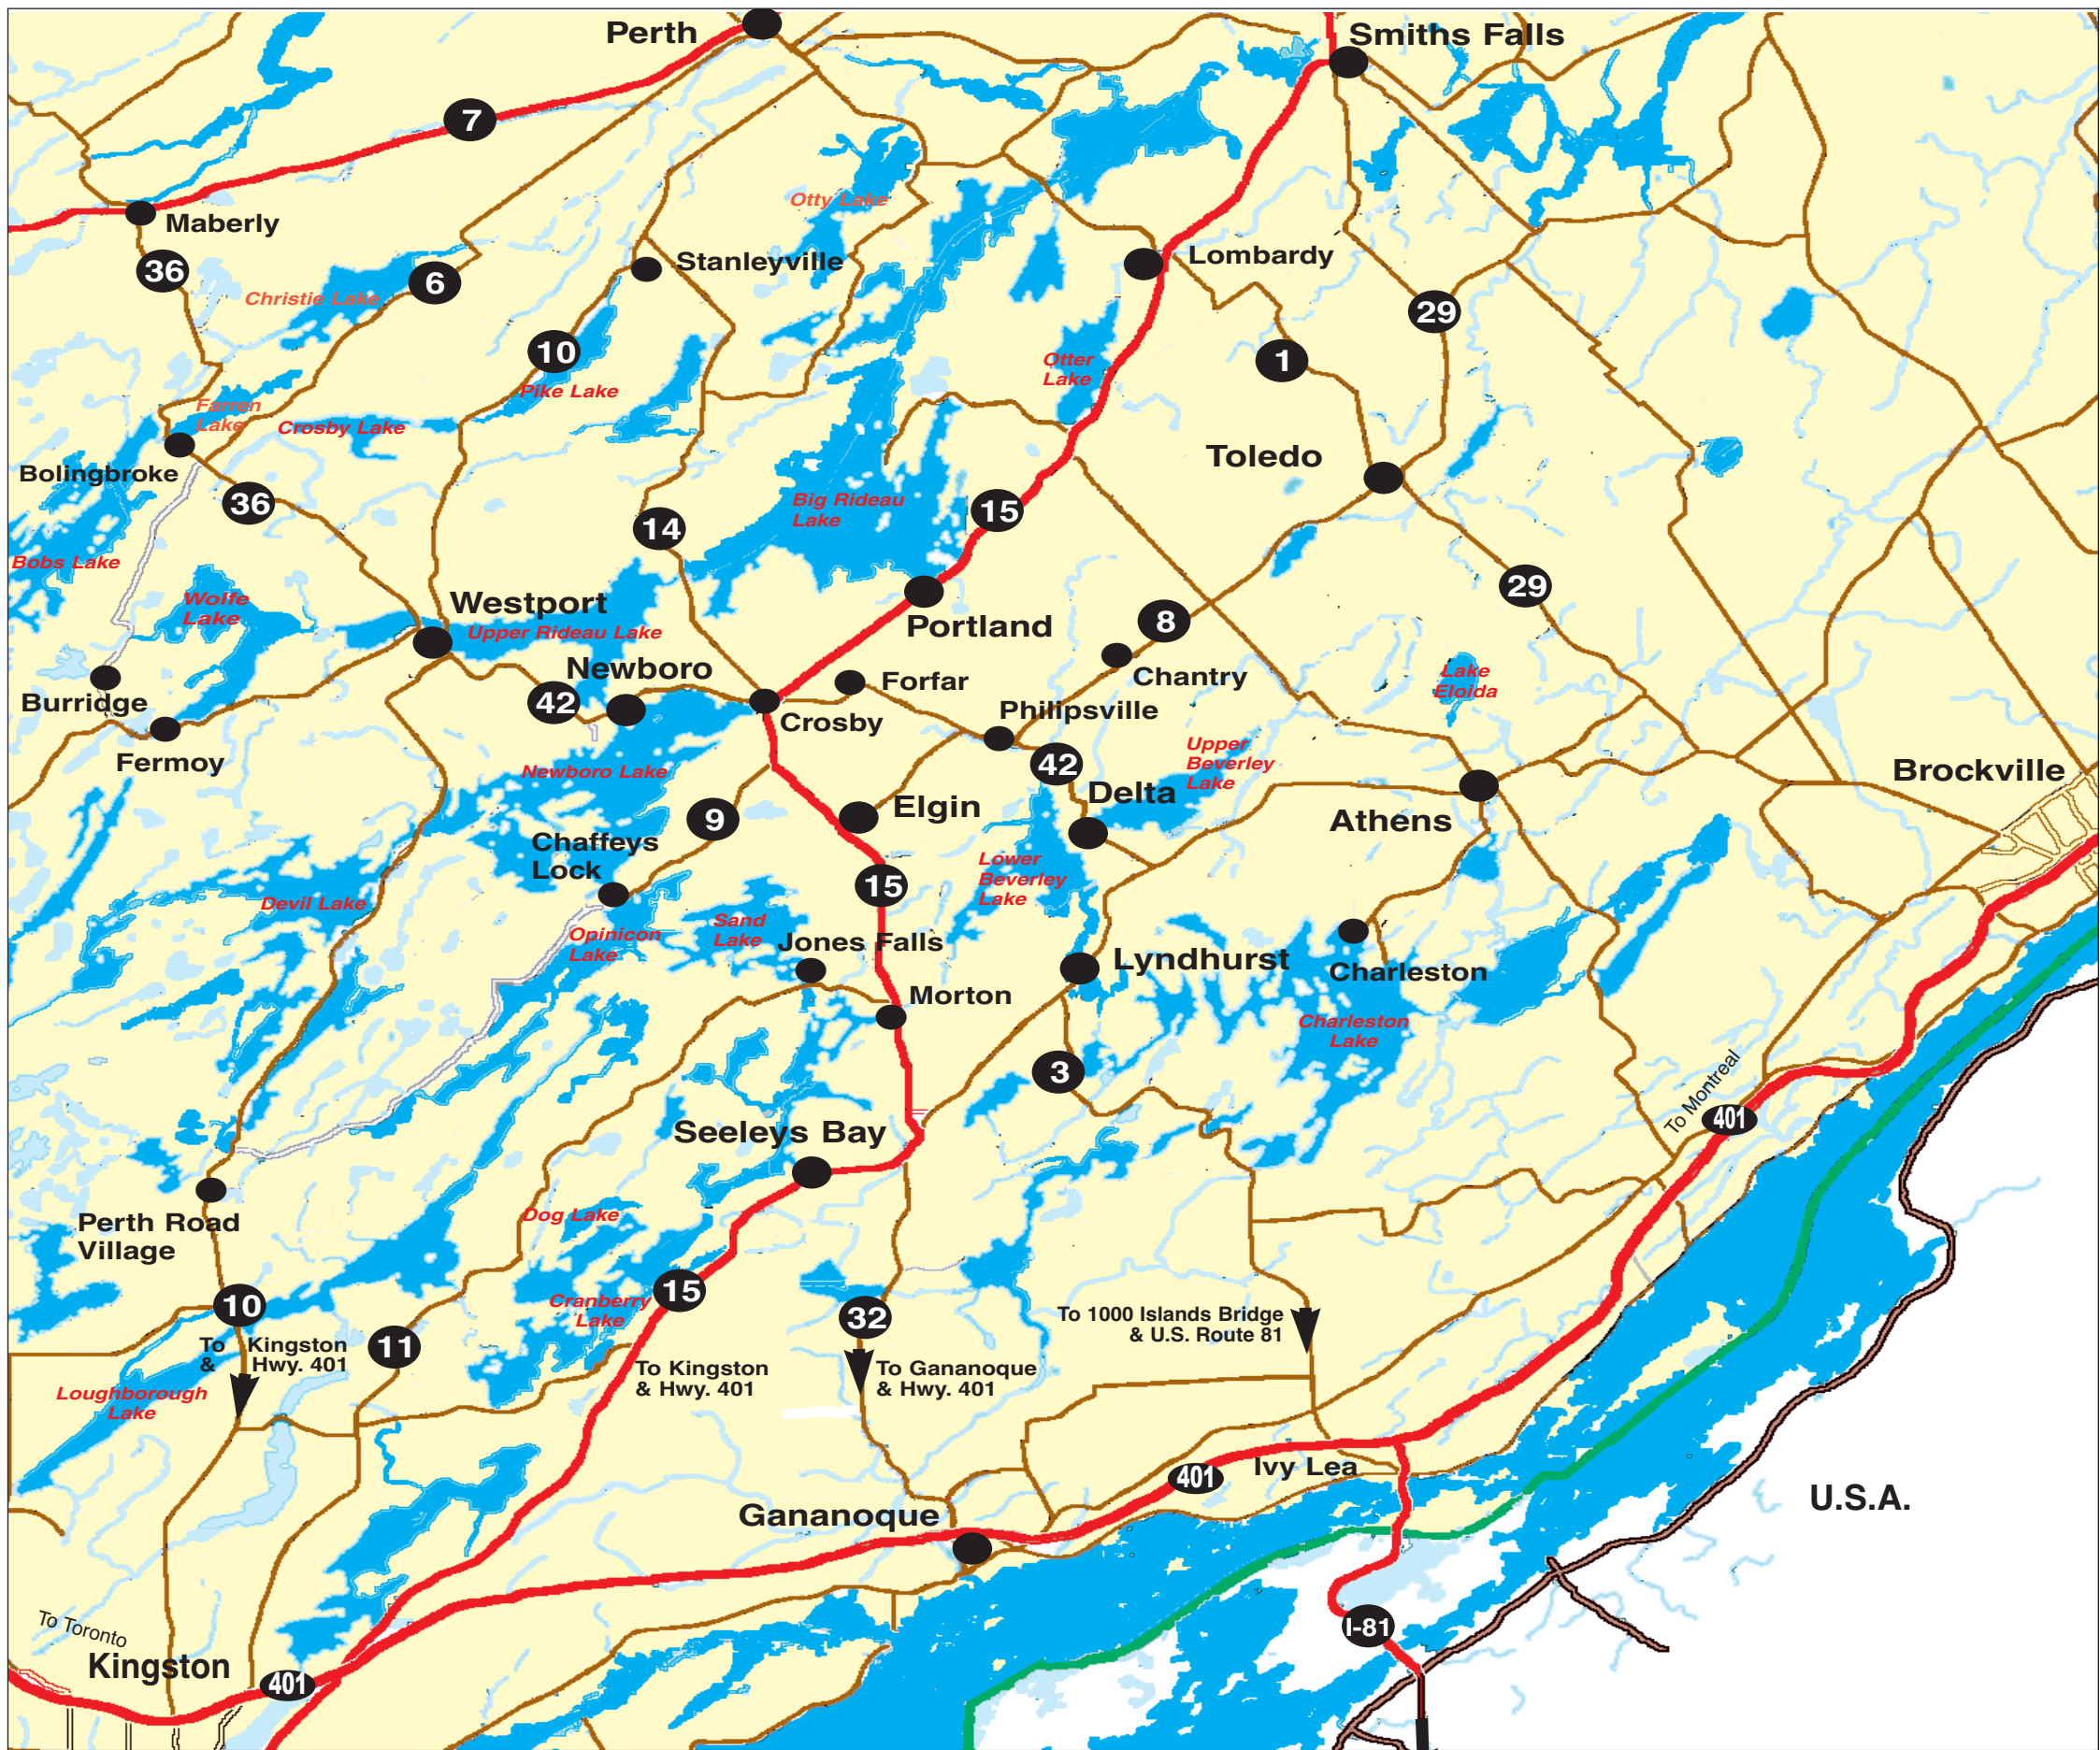 Perth
Smiths Falls
7
Maberly
Otty Lake
36
Stanleyville
Lombardy
6
Christie Lake
29
10
1
Otter
Lake
Pike Lake
Farren
Lake
Crosby Lake
Bolingbroke
Toledo
36
Big Rideau
Lake
15
14
Bobs Lake
29
Wolfe
Lake
Westport
Upper Rideau Lake
Portland
8
Newboro
Chantry
Forfar
Lake
Eloida
Burridge
42
Crosby
Philipsville
Fermoy
Newboro Lake
42
Upper
Beverley
Lake
Brockville
Delta
Elgin
9
Athens
Chaffeys
Lock
Lower
Beverley
Lake
15
Devil Lake
Sand
Lake
Opinicon
Lake
Jones Falls
Lyndhurst
Charleston
Morton
Charleston
Lake
3
To Montreal
401
Seeleys Bay
Dog Lake
Perth Road
Village
15
10
Cranberry
Lake
32
To 1000 Islands Bridge
& U.S. Route 81
11
To Kingston
& Hwy. 401
To Kingston
& Hwy. 401
To Gananoque
& Hwy. 401
Loughborough
Lake
401
Ivy Lea
U.S.A.
Gananoque
I-81
To Toronto
Kingston
401